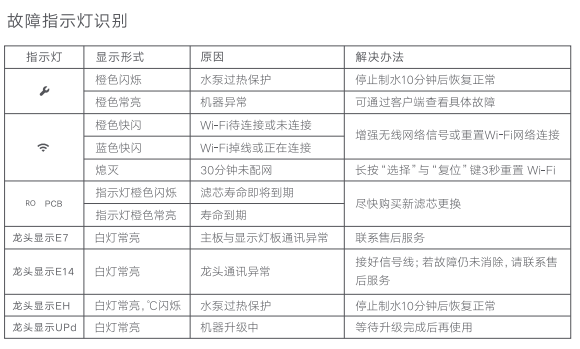 故障指示灯识别
指示灯 显示形式 原因 解决办法
橙色闪烁 水泵过热保护 停止制水10分钟后恢复正常
橙色常亮 机器异常 可通过客户端查看具体故障
橙色快闪 Wi-Fi待连接或未连接
增强无线网络信号或重置Wi-Fi网络连接
蓝色快闪 Wi-Fi掉线或正在连接
熄灭 30分钟未配网 长按“选择”与“复位”键3秒重置 Wi-Fi
指示灯橙色闪烁 滤芯寿命即将到期
RO PCB 尽快购买新滤芯更换
指示灯橙色常亮 寿命到期
龙头显示E7 白灯常亮 主板与显示灯板通讯异常 联系售后服务
龙头显示E14 白灯常亮 龙头通讯异常 接好信号线；若故障仍未消除，请联系售
后服务
龙头显示EH 白灯常亮，℃闪烁 水泵过热保护 停止制水10分钟后恢复正常
龙头显示UPd 白灯常亮 机器升级中 等待升级完成后再使用